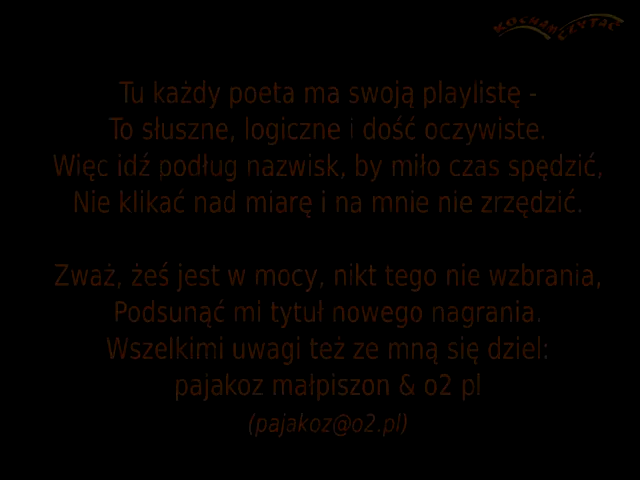 KOCHAM CZYTAĆ
Tu każdy poeta ma swoją playlistę -
To słuszne, logiczne i dość oczywiste.
Więc idź podług nazwisk, by miło czas spędzić,
Nie klikać nad miarę i na mnie nie zrzędzić.
Zważ, żeś jest w mocy, nikt tego nie wzbrania,
Podsunąć mi tytuł nowego nagrania.
Wszelkimi uwagi też ze mną się dziel:
pajakoz małpiszon & o2 pl
(pajakoz@o2.pl)